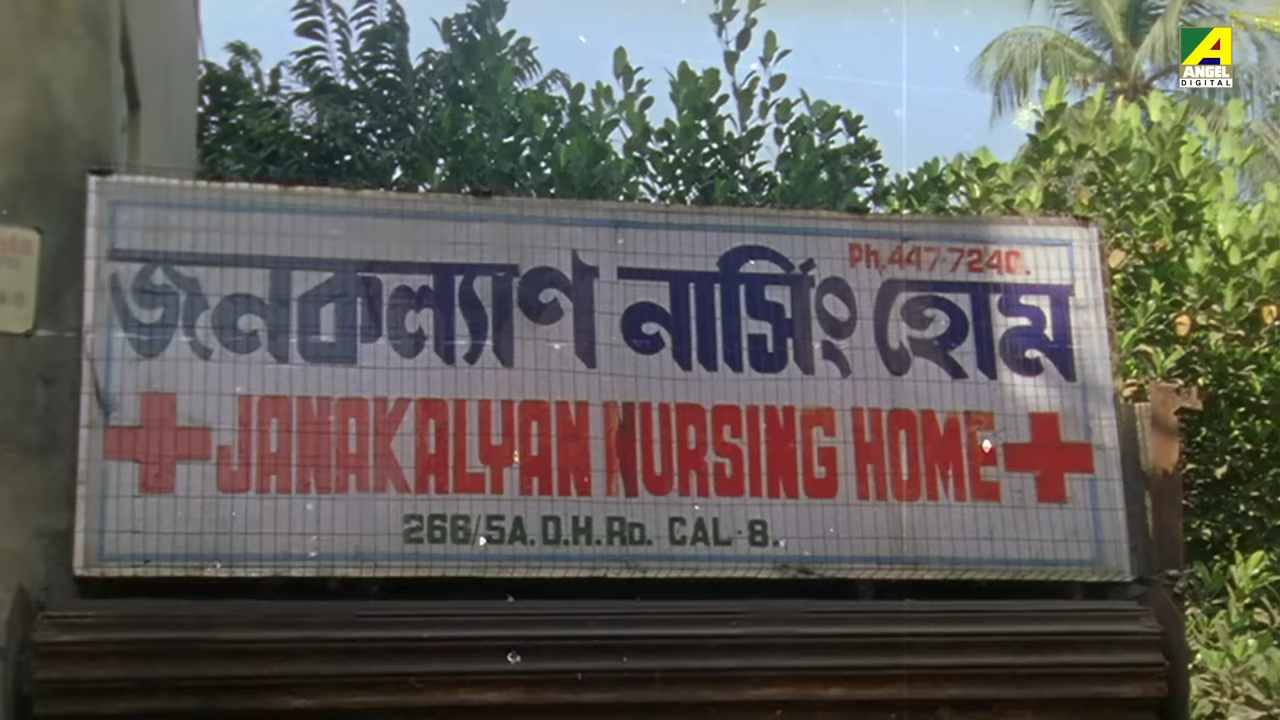 ANGEL
DIGITAL
Ph. 447-7240.
জনকল্যাণ নার্সিং হোম
JANAKALYAN NURSING HOME
266/5A. D.H. RD. CAL-8.